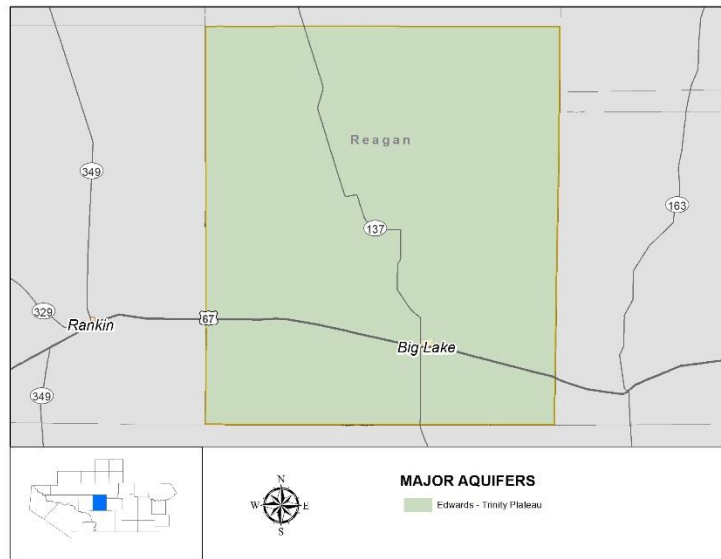 Reagan
349
163
137
329
67
Rankin
Big Lake
349
N
W
E
S
MAJOR AQUIFERS
Edwards - Trinity Plateau